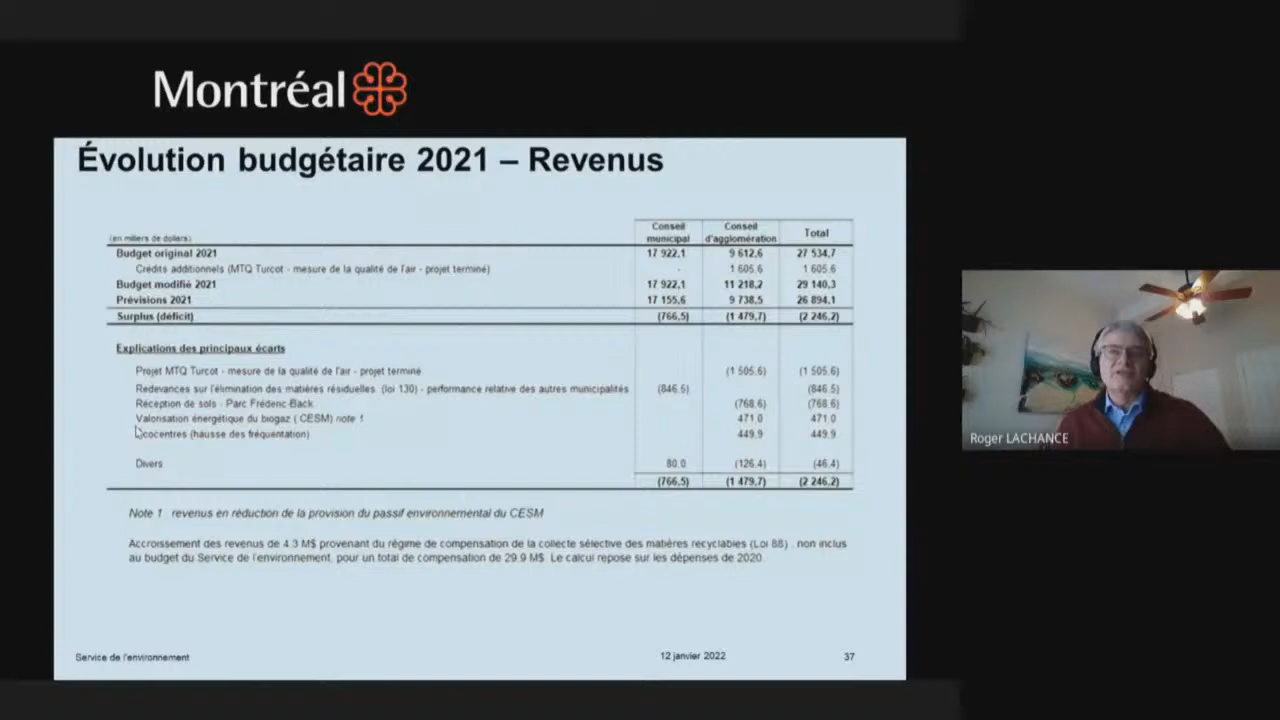 Montréal
Évolution budgétaire 2021 – Revenus
(en milliers de dollars) Conseil municipal Conseil d'agglomération Total
Budget original 2021 17 922,1 9 612,6 27 534,7
Crédits additionnels (MTQ Turcot - mesure de la qualité de l'air - projet terminé) - 1 605.6 1 605.6
Budget modifié 2021 17 922,1 11 218,2 29 140,3
Prévisions 2021 17 155,6 9 738,5 26 894,1
Surplus (déficit) (766,5) (1 479,7) (2 246,2)
Explications des principaux écarts
Projet MTQ Turcot - mesure de la qualité de l'air - projet terminé (1 505.6) (1 505.6)
Redevances sur l'élimination des matières résiduelles (loi 130) - performance relative des autres municipalités (846.5) (846.5)
Réception de sols - Parc Fréderic-Back (768.6) (768.6)
Valorisation énergétique du biogaz ( CESM) note 1 471.0 471.0
Écocentres (hausse des fréquentation) 449.9 449.9
Divers 80.0 (126.4) (46.4)
(766,5) (1 479,7) (2 246,2)
Note 1 revenus en réduction de la provision du passif environnemental du CESM
Accroissement des revenus de 4.3 M$ provenant du régime de compensation de la collecte sélective des matières recyclables (Loi 88) , non inclus
au budget du Service de l'environnement, pour un total de compensation de 29.9 M$. Le calcul repose sur les dépenses de 2020.
Service de l'environnement 12 janvier 2022 37
Roger LACHANCE